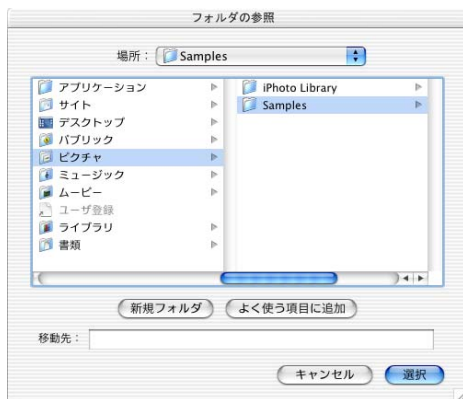 フォルダの参照
場所： Samples
アプリケーション
サイト
デスクトップ
パブリック
ピクチャ
ミュージック
ムービー
ユーザ登録
ライブラリ
書類
iPhoto Library
Samples
新規フォルダ よく使う項目に追加
移動先：
キャンセル 選択